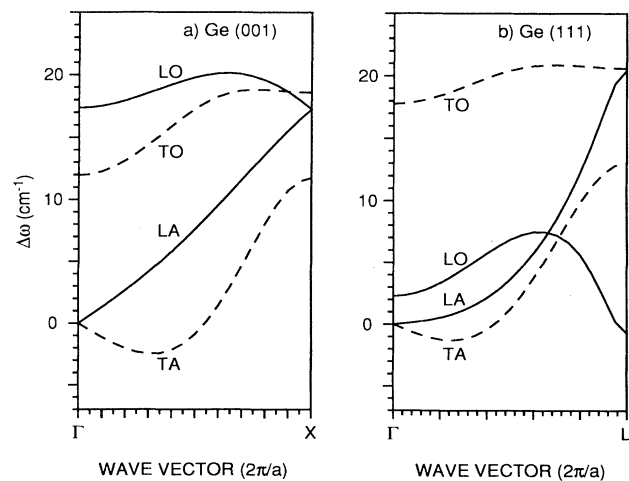 a) Ge (001)
LO
TO
LA
TA
20
10
0
Δω (cm⁻¹)
Γ
X
WAVE VECTOR (2π/a)
b) Ge (111)
TO
LO
LA
TA
20
10
0
Γ
L
WAVE VECTOR (2π/a)